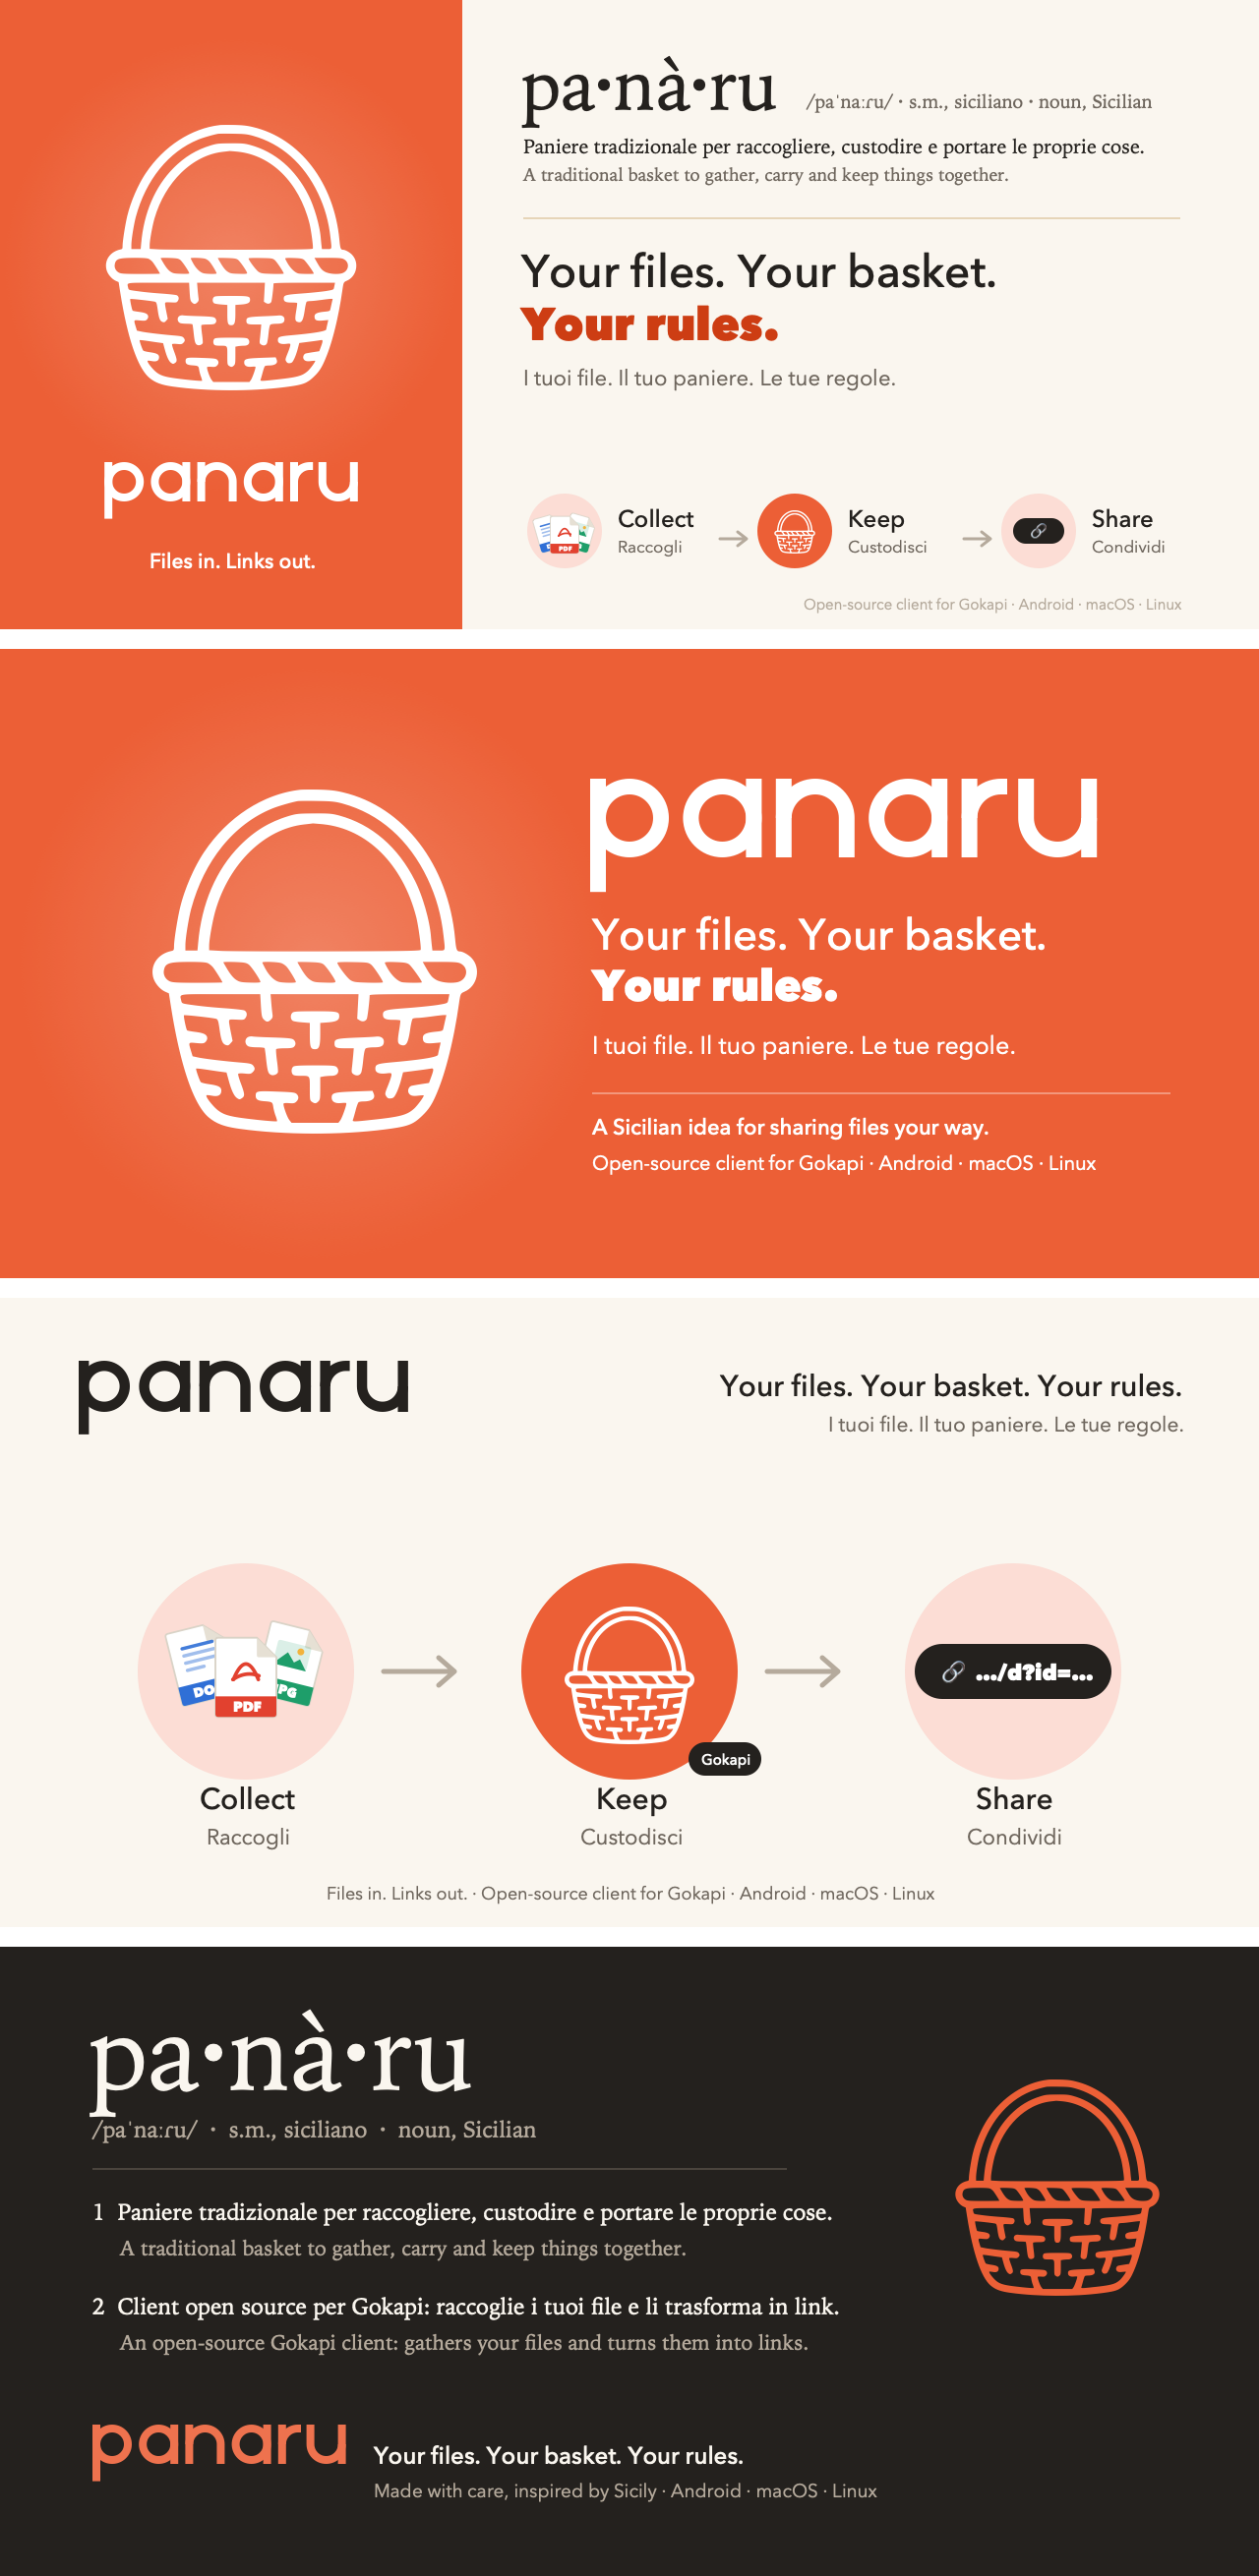 pa·nà·ru /paˈnaːɾu/ · s.m., siciliano · noun, Sicilian
Paniere tradizionale per raccogliere, custodire e portare le proprie cose.
A traditional basket to gather, carry and keep things together.
Your files. Your basket.
Your rules.
I tuoi file. Il tuo paniere. Le tue regole.
panaru
Files in. Links out.
PDF
Collect
Raccogli
Keep
Custodisci
Share
Condividi
Open-source client for Gokapi · Android · macOS · Linux
panaru
Your files. Your basket.
Your rules.
I tuoi file. Il tuo paniere. Le tue regole.
A Sicilian idea for sharing files your way.
Open-source client for Gokapi · Android · macOS · Linux
panaru
Your files. Your basket. Your rules.
I tuoi file. Il tuo paniere. Le tue regole.
DO
PDF
PG
Gokapi
.../d?id=...
Collect
Raccogli
Keep
Custodisci
Share
Condividi
Files in. Links out. · Open-source client for Gokapi · Android · macOS · Linux
pa·nà·ru
/paˈnaːɾu/ · s.m., siciliano · noun, Sicilian
1 Paniere tradizionale per raccogliere, custodire e portare le proprie cose.
A traditional basket to gather, carry and keep things together.
2 Client open source per Gokapi: raccoglie i tuoi file e li trasforma in link.
An open-source Gokapi client: gathers your files and turns them into links.
panaru
Your files. Your basket. Your rules.
Made with care, inspired by Sicily · Android · macOS · Linux